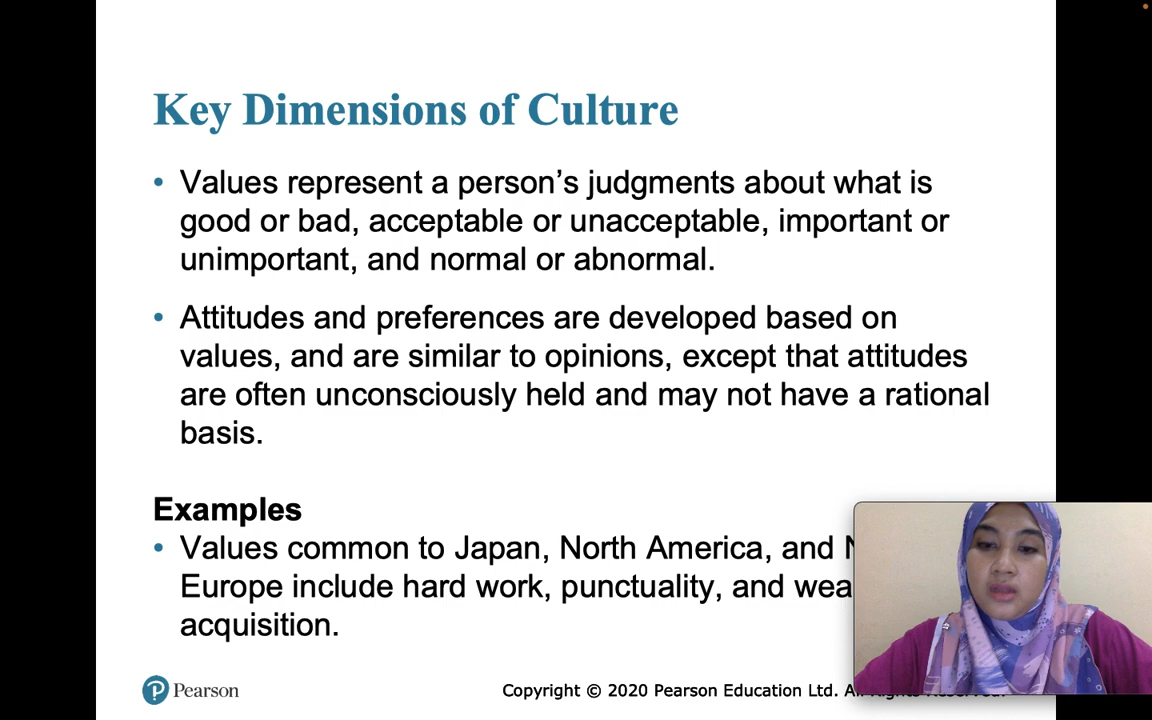 Key Dimensions of Culture
• Values represent a person's judgments about what is
good or bad, acceptable or unacceptable, important or
unimportant, and normal or abnormal.
• Attitudes and preferences are developed based on
values, and are similar to opinions, except that attitudes
are often unconsciously held and may not have a rational
basis.
Examples
• Values common to Japan, North America, and
Europe include hard work, punctuality, and
acquisition.
P Pearson
Copyright © 2020 Pearson Education Ltd. All Rights Reserved.